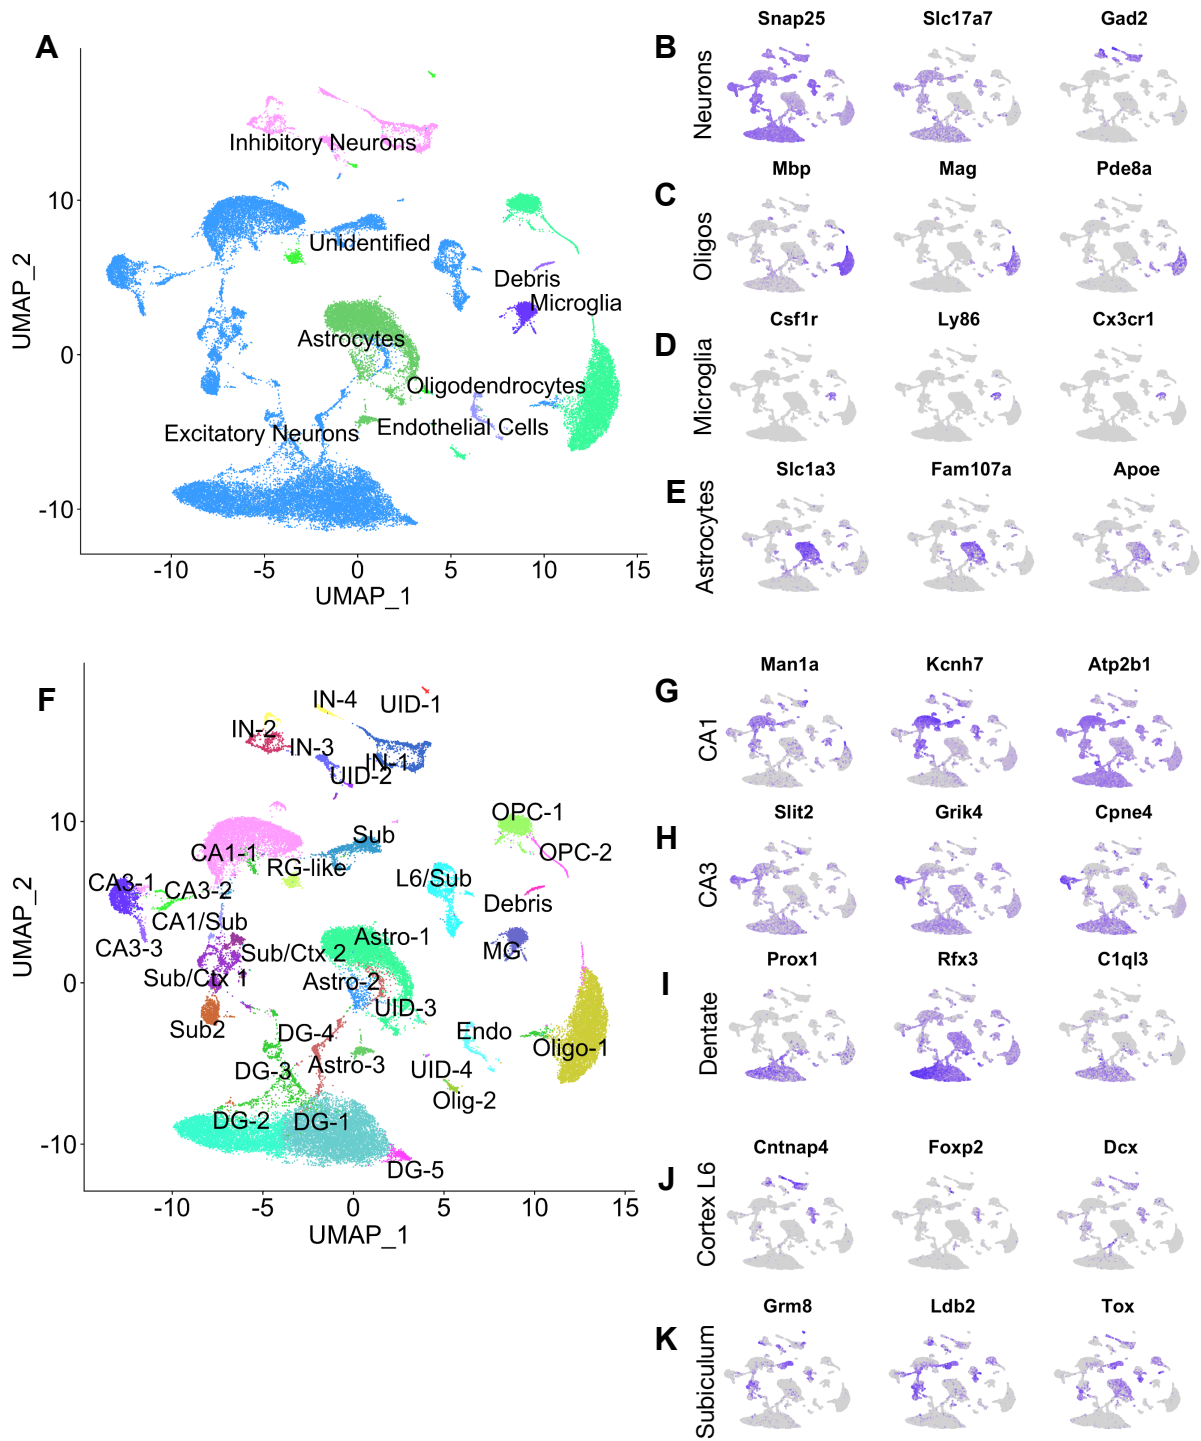 A
Inhibitory Neurons
Unidentified
Debris
Microglia
Astrocytes
Oligodendrocytes
Excitatory Neurons
Endothelial Cells
10
0
-10
UMAP_2
-10
-5
0
5
10
15
UMAP_1
B
Neurons
Snap25
Slc17a7
Gad2
C
Oligos
Mbp
Mag
Pde8a
D
Microglia
Csf1r
Ly86
Cx3cr1
E
Astrocytes
Slc1a3
Fam107a
Apoe
F
IN-4
UID-1
IN-2
IN-3
IN-1
UID-2
OPC-1
Sub
CA1-1
OPC-2
RG-like
L6/Sub
CA3-1
CA3-2
Debris
CA1/Sub
CA3-3
Astro-1
MG
Sub/Ctx 2
Sub/Ctx 1
Astro-2
UID-3
Sub2
DG-4
Endo
Oligo-1
Astro-3
DG-3
UID-4
Olig-2
DG-2
DG-1
DG-5
10
0
-10
UMAP_2
-10
-5
0
5
10
15
UMAP_1
G
CA1
Man1a
Kcnh7
Atp2b1
H
CA3
Slit2
Grik4
Cpne4
I
Dentate
Prox1
Rfx3
C1ql3
J
Cortex L6
Cntnap4
Foxp2
Dcx
K
Subiculum
Grm8
Ldb2
Tox